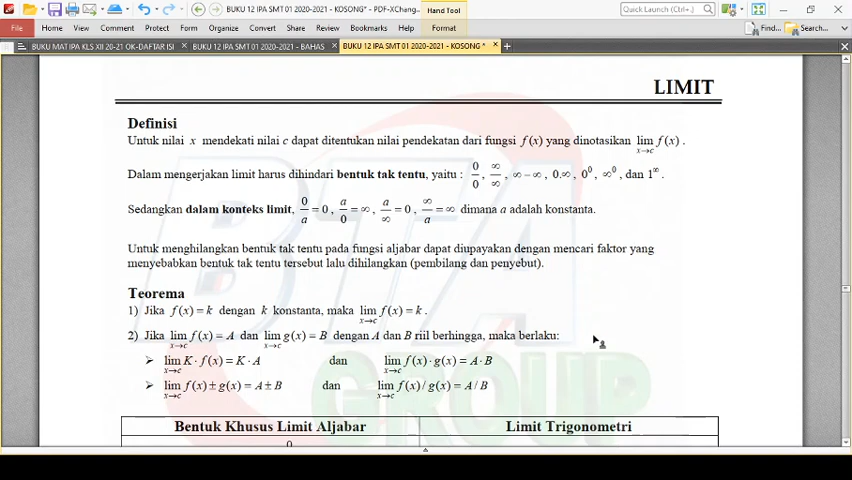 BUKU 12 IPA SMT 01 2020-2021 - KOSONG* - PDF-XChang
Hand Tool
Quick Launch (Ctrl+.)
File Home View Comment Protect Form Organize Convert Share Review Bookmarks Help Format Find... Search...
BUKU MAT IPA KLS XII 20-21 OK-DAFTAR ISI BUKU 12 IPA SMT 01 2020-2021 - BAHAS BUKU 12 IPA SMT 01 2020-2021 - KOSONG *
LIMIT
Definisi
Untuk nilai x mendekati nilai c dapat ditentukan nilai pendekatan dari fungsi f(x) yang dinotasikan lim x→c f(x) .
Dalam mengerjakan limit harus dihindari bentuk tak tentu, yaitu : 0/0 , ∞/∞ , ∞−∞ , 0.∞ , 0⁰ , ∞⁰ , dan 1^∞ .
Sedangkan dalam konteks limit, 0/a = 0 , a/0 = ∞ , a/∞ = 0 , ∞/a = ∞ dimana a adalah konstanta.
Untuk menghilangkan bentuk tak tentu pada fungsi aljabar dapat diupayakan dengan mencari faktor yang
menyebabkan bentuk tak tentu tersebut lalu dihilangkan (pembilang dan penyebut).
Teorema
1) Jika f(x) = k dengan k konstanta, maka lim x→c f(x) = k .
2) Jika lim x→c f(x) = A dan lim x→c g(x) = B dengan A dan B riil berhingga, maka berlaku:
➢ lim x→c K · f(x) = K · A dan lim x→c f(x) · g(x) = A · B
➢ lim x→c f(x) ± g(x) = A ± B dan lim x→c f(x) / g(x) = A / B
Bentuk Khusus Limit Aljabar Limit Trigonometri
0
BTA
GROUP